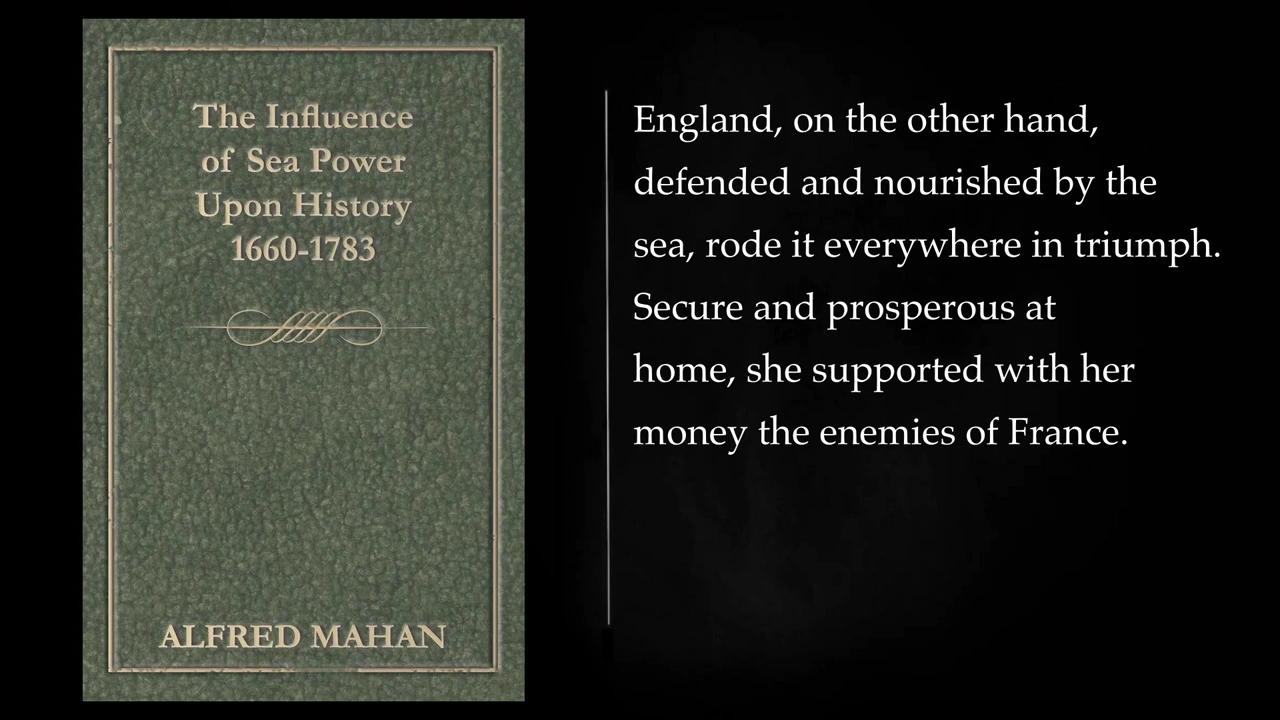 The Influence
of Sea Power
Upon History
1660-1783
ALFRED MAHAN
England, on the other hand,
defended and nourished by the
sea, rode it everywhere in triumph.
Secure and prosperous at
home, she supported with her
money the enemies of France.